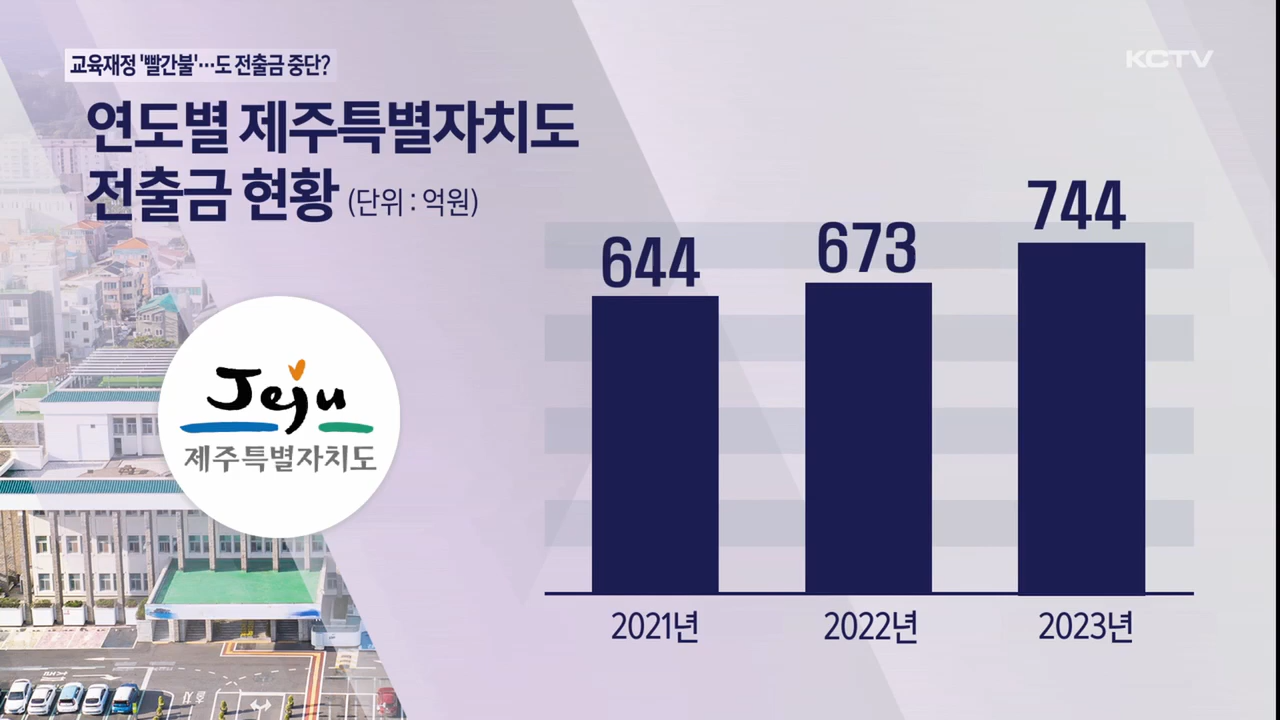 교육재정 '빨간불'…도 전출금 중단?
KCTV
연도별 제주특별자치도
전출금 현황 (단위 : 억원)
644
673
744
Jeju
제주특별자치도
2021년
2022년
2023년